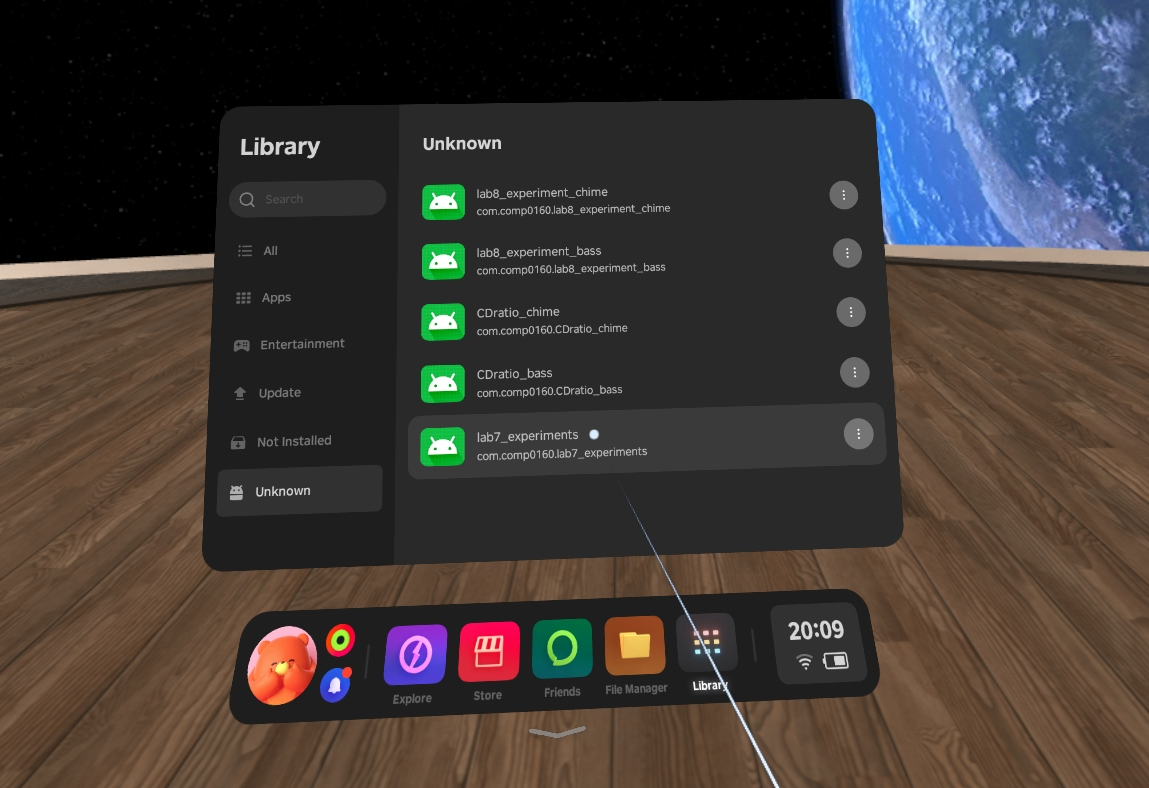 Library
Search
All
Apps
Entertainment
Update
Not Installed
Unknown
Unknown
lab8_experiment_chime
com.comp0160.lab8_experiment_chime
lab8_experiment_bass
com.comp0160.lab8_experiment_bass
CDratio_chime
com.comp0160.CDratio_chime
CDratio_bass
com.comp0160.CDratio_bass
lab7_experiments
com.comp0160.lab7_experiments
Explore
Store
Friends
File Manager
Library
20:09